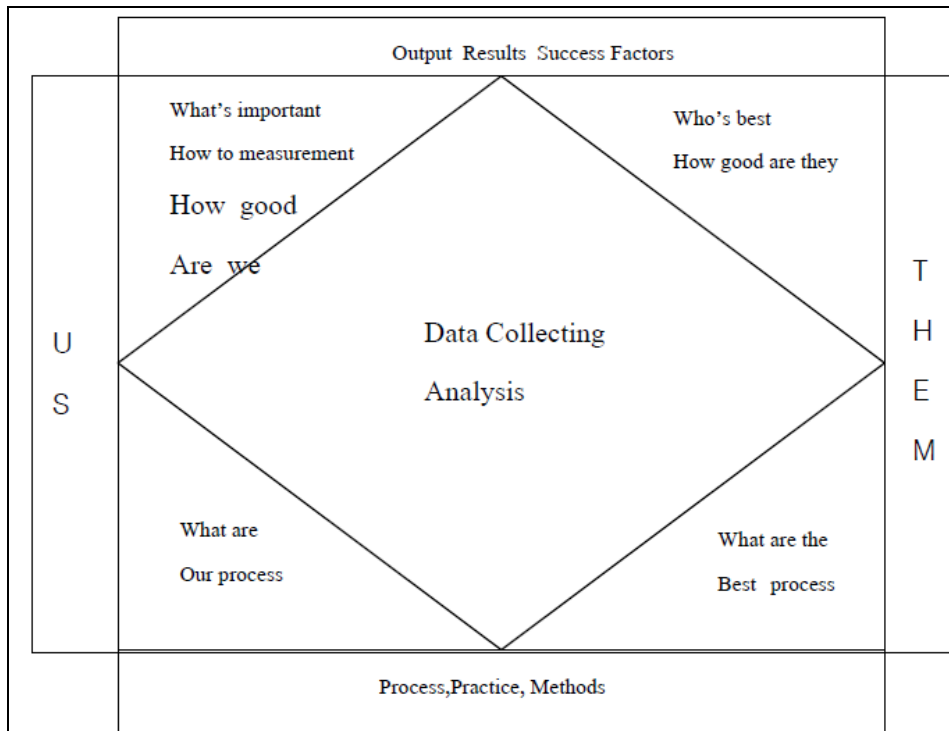 Output Results Success Factors
What's important
How to measurement
How good
Are we
Who's best
How good are they
U
S
Data Collecting
Analysis
T
H
E
M
What are
Our process
What are the
Best process
Process,Practice, Methods